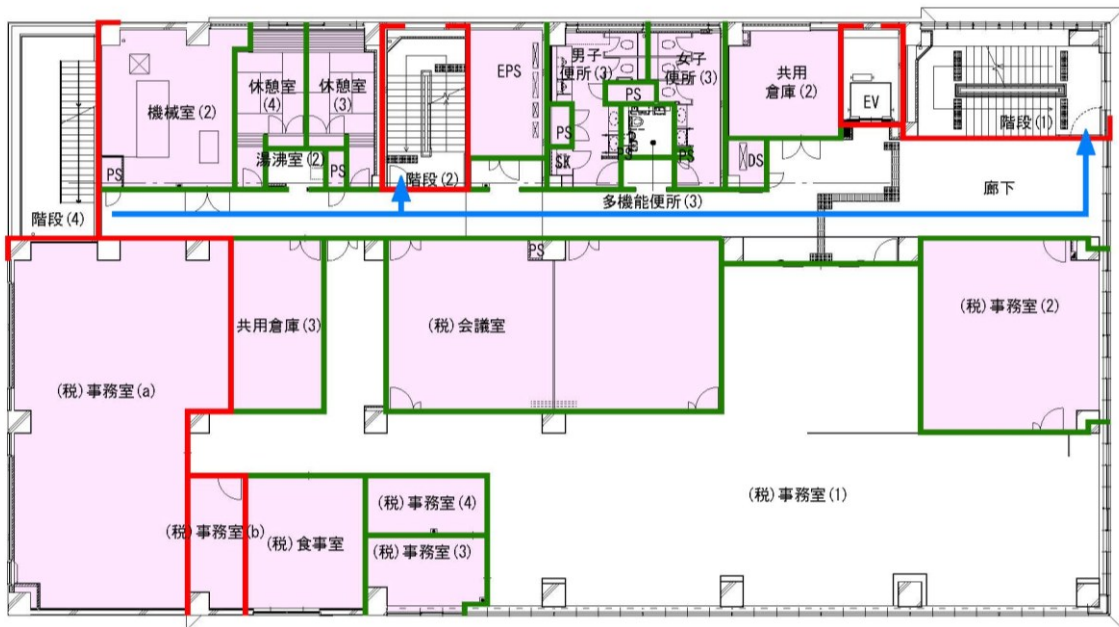 機械室(2)
PS
階段(4)
休憩室
(4)
休憩室
(3)
湯沸室(2)
PS
階段(2)
EPS
男子
便所(3)
女子
便所(3)
PS
PS
SK
PS
PS
多機能便所(3)
DS
共用
倉庫(2)
EV
階段(1)
廊下
(税)事務室(a)
共用倉庫(3)
(税)会議室
PS
(税)事務室(2)
(税)事務室(b)
(税)食事室
(税)事務室(4)
(税)事務室(3)
(税)事務室(1)